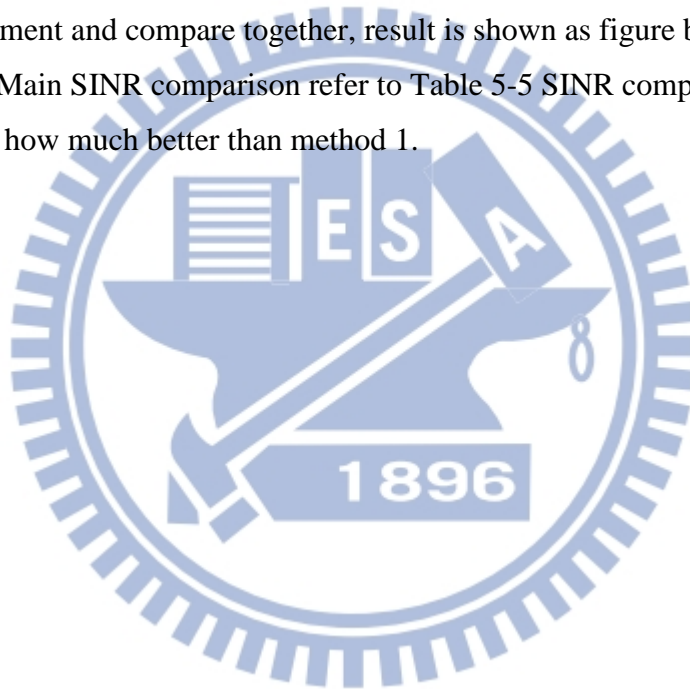 ment and compare together, result is shown as figure b
Main SINR comparison refer to Table 5-5 SINR comp
how much better than method 1.
E S A
8
1896